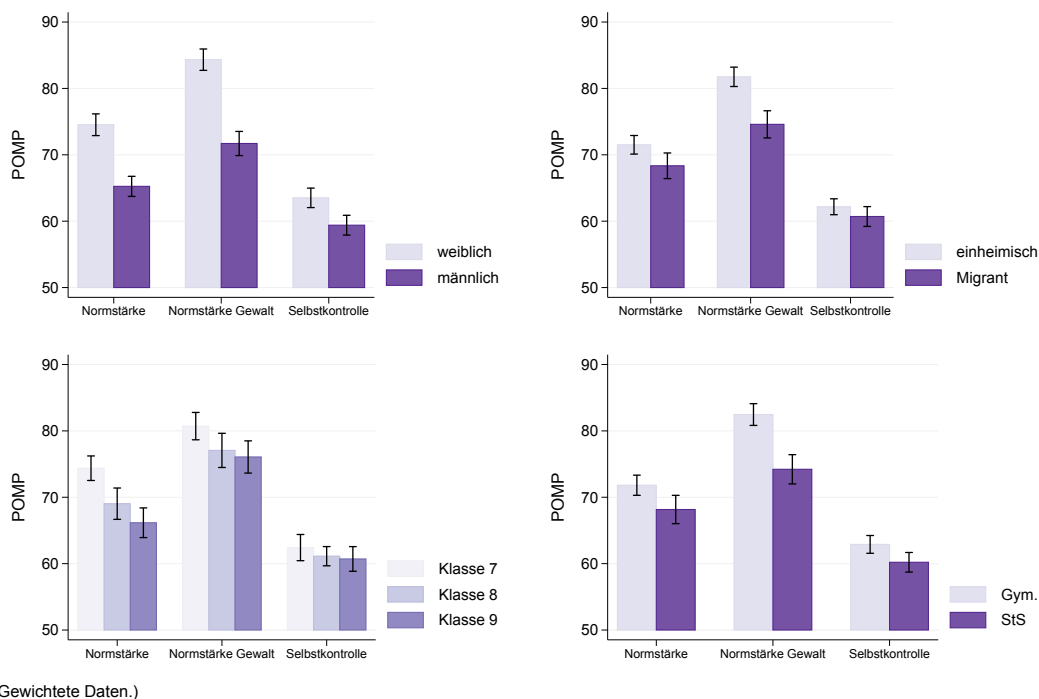 90
80
70
60
50
POMP
Normstärke Normstärke Gewalt Selbstkontrolle
weiblich
männlich
90
80
70
60
50
POMP
Normstärke Normstärke Gewalt Selbstkontrolle
einheimisch
Migrant
90
80
70
60
50
POMP
Normstärke Normstärke Gewalt Selbstkontrolle
Klasse 7
Klasse 8
Klasse 9
90
80
70
60
50
POMP
Normstärke Normstärke Gewalt Selbstkontrolle
Gym.
StS
Gewichtete Daten.)